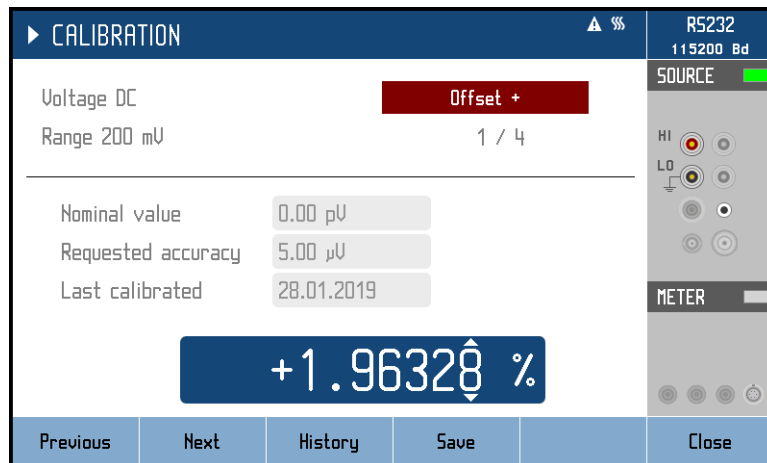 CALIBRATION
RS232
115200 Bd
Voltage DC
Offset +
Range 200 mV
1 / 4
SOURCE
HI
LO
Nominal value
0.00 pV
Requested accuracy
5.00 µV
Last calibrated
28.01.2019
METER
+1.96328 %
Previous
Next
History
Save
Close